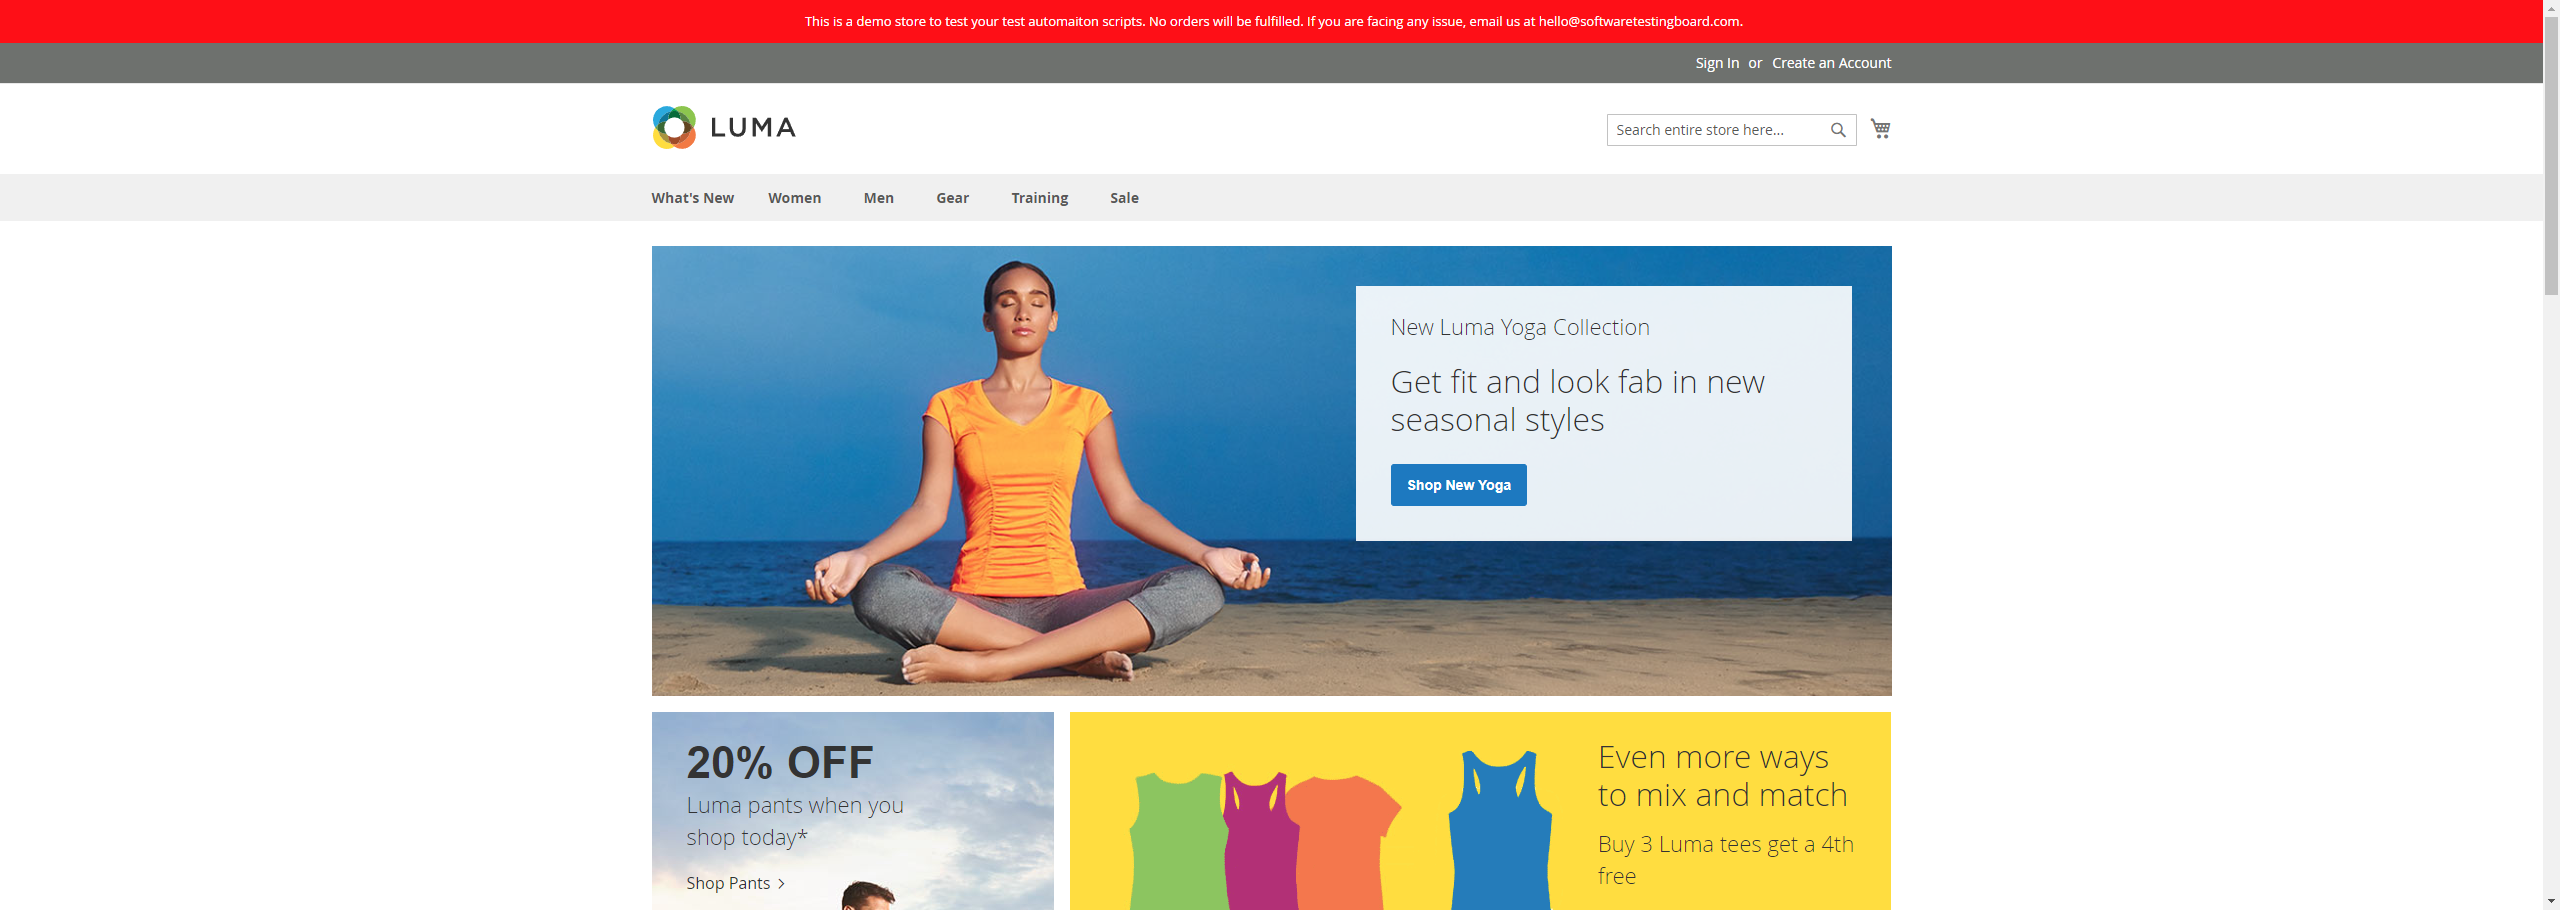 This is a demo store to test your test automaiton scripts. No orders will be fulfilled. If you are facing any issue, email us at hello@softwaretestingboard.com.
Sign In or Create an Account
LUMA
Search entire store here...
What's New Women Men Gear Training Sale
New Luma Yoga Collection
Get fit and look fab in new
seasonal styles
Shop New Yoga
20% OFF
Luma pants when you
shop today*
Shop Pants >
Even more ways
to mix and match
Buy 3 Luma tees get a 4th
free